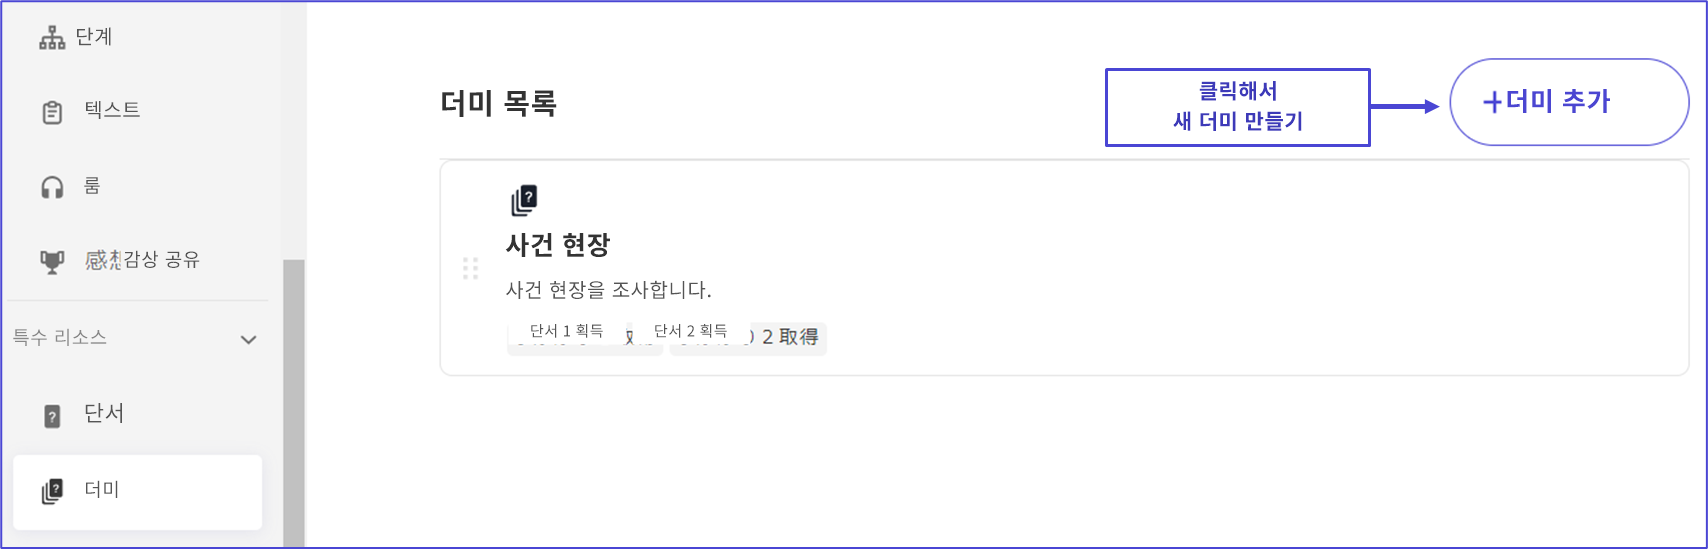 단계
텍스트
룸
感想감상 공유
특수 리소스
단서
더미
더미 목록
클릭해서
새 더미 만들기
+더미 추가
사건 현장
사건 현장을 조사합니다.
단서 1 획득
단서 2 획득
2 取得